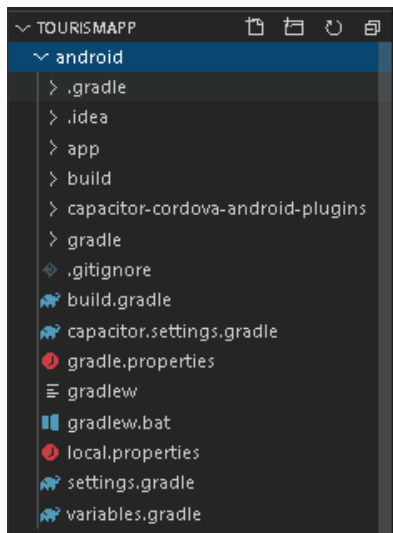 TOURISMAPP
android
.gradle
.idea
app
build
capacitor-cordova-android-plugins
gradle
.gitignore
build.gradle
capacitor.settings.gradle
gradle.properties
gradlew
gradlew.bat
local.properties
settings.gradle
variables.gradle